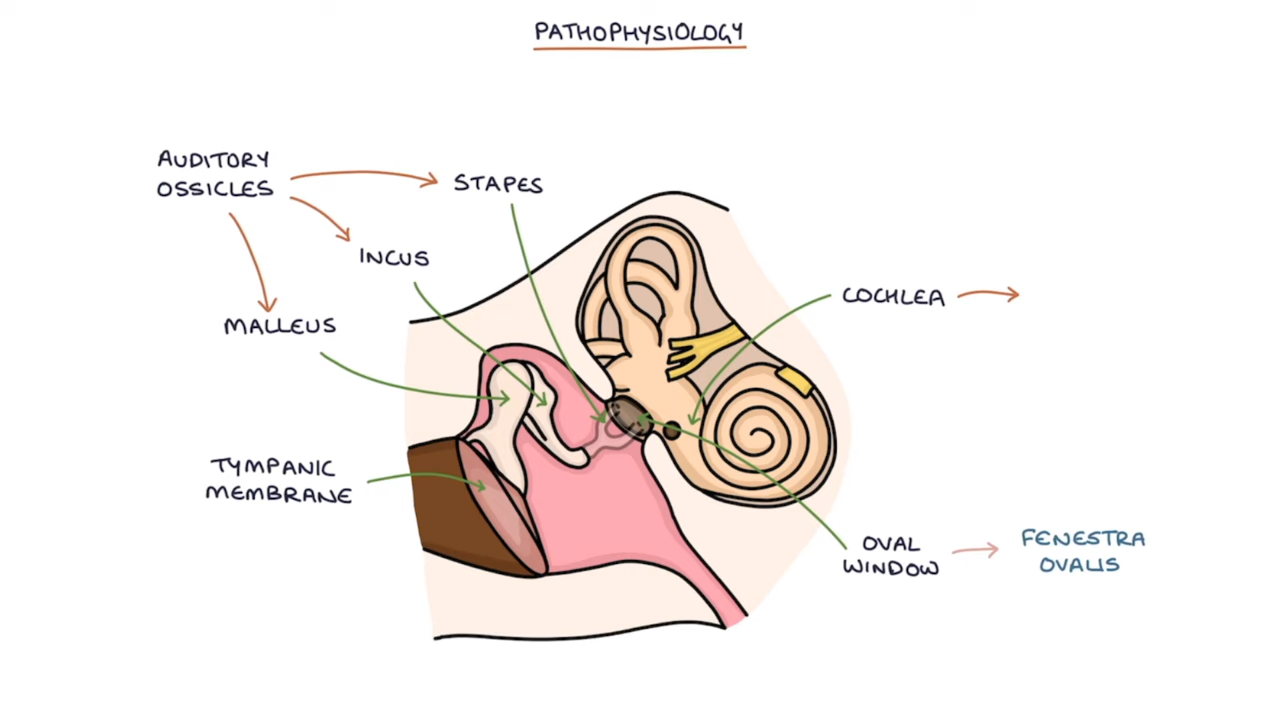 PATHOPHYSIOLOGY
AUDITORY
OSSICLES
STAPES
INCUS
MALLEUS
COCHLEA
TYMPANIC
MEMBRANE
OVAL
WINDOW
FENESTRA
OVALIS